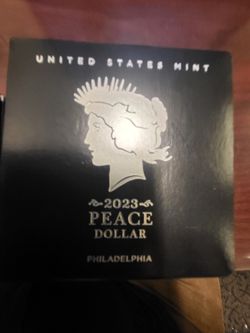 UNITED STATES MINT
2023
PEACE
DOLLAR
PHILADELPHIA